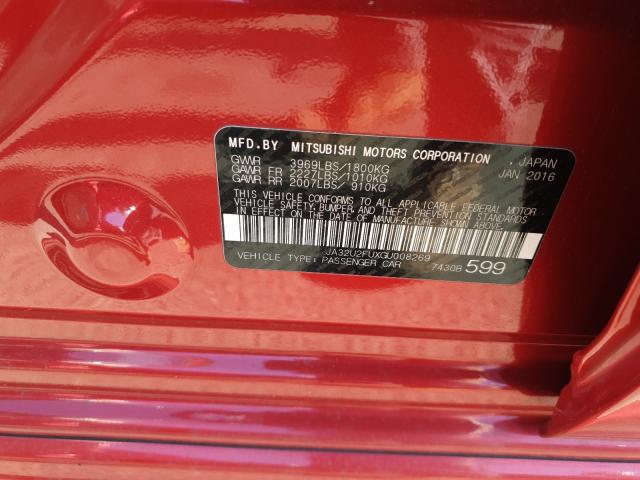 MFD.BY MITSUBISHI MOTORS CORPORATION , JAPAN
GVWR 3969LBS/1800KG JAN 2016
GAWR FR 2227LBS/1010KG
GAWR RR 2007LBS/ 910KG
THIS VEHICLE CONFORMS TO ALL APPLICABLE FEDERAL MOTOR
VEHICLE SAFETY, BUMPER AND THEFT PREVENTION STANDARDS
IN EFFECT ON THE DATE OF MANUFACTURE SHOWN ABOVE.
JA32U2FUXGU008269
VEHICLE TYPE: PASSENGER CAR 74308 599